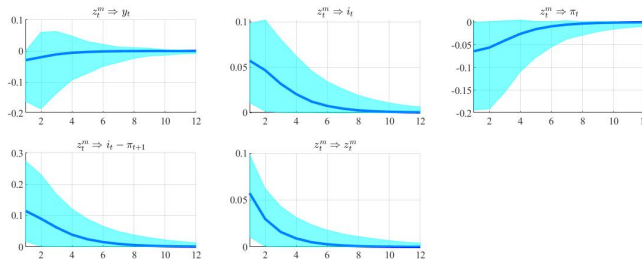 z_t^m ⇒ y_t
0.1
0
-0.1
-0.2
2 4 6 8 10 12
z_t^m ⇒ i_t
0.1
0.05
0
2 4 6 8 10 12
z_t^m ⇒ π_t
0
-0.05
-0.1
-0.15
-0.2
2 4 6 8 10 12
z_t^m ⇒ i_t − π_{t+1}
0.3
0.2
0.1
0
2 4 6 8 10 12
z_t^m ⇒ z_t^m
0.1
0.05
0
2 4 6 8 10 12